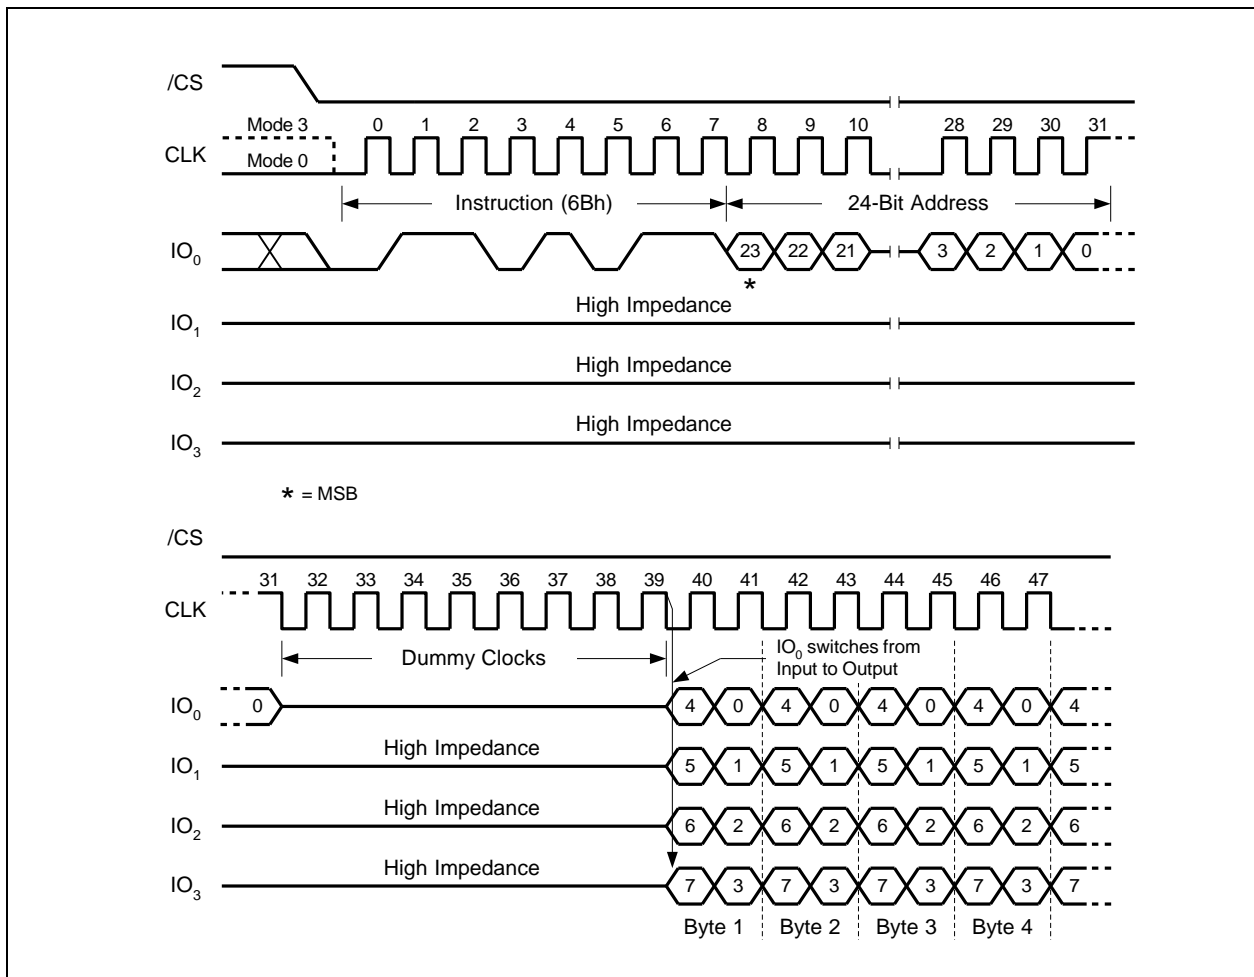 /CS
Mode 3 0 1 2 3 4 5 6 7 8 9 10 28 29 30 31
CLK Mode 0
Instruction (6Bh) 24-Bit Address
IO0 23 22 21 3 2 1 0
*
High Impedance
IO1
High Impedance
IO2
High Impedance
IO3
* = MSB
/CS
31 32 33 34 35 36 37 38 39 40 41 42 43 44 45 46 47
CLK
Dummy Clocks
IO0 switches from
Input to Output
IO0 0 4 0 4 0 4 0 4 0 4
High Impedance
IO1 5 1 5 1 5 1 5 1 5
High Impedance
IO2 6 2 6 2 6 2 6 2 6
High Impedance
IO3 7 3 7 3 7 3 7 3 7
Byte 1 Byte 2 Byte 3 Byte 4